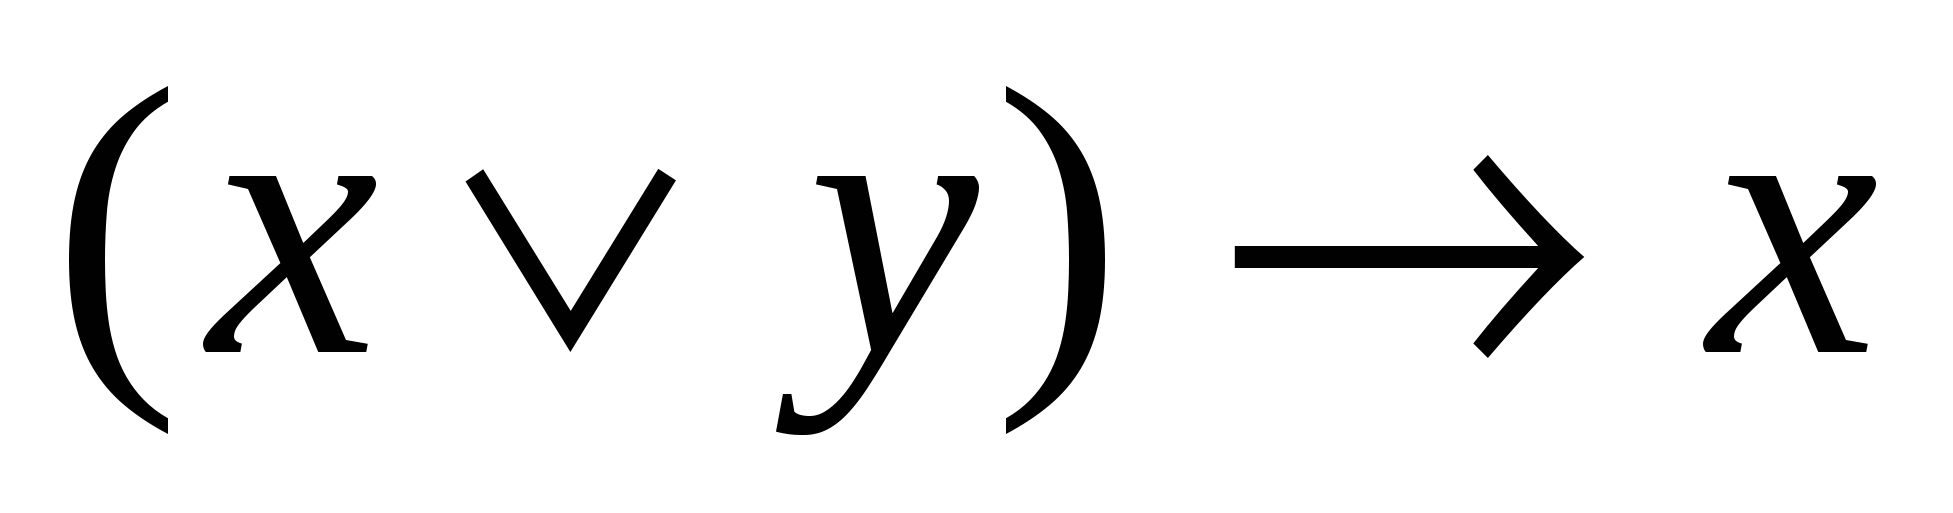 (x ∨ y) → x